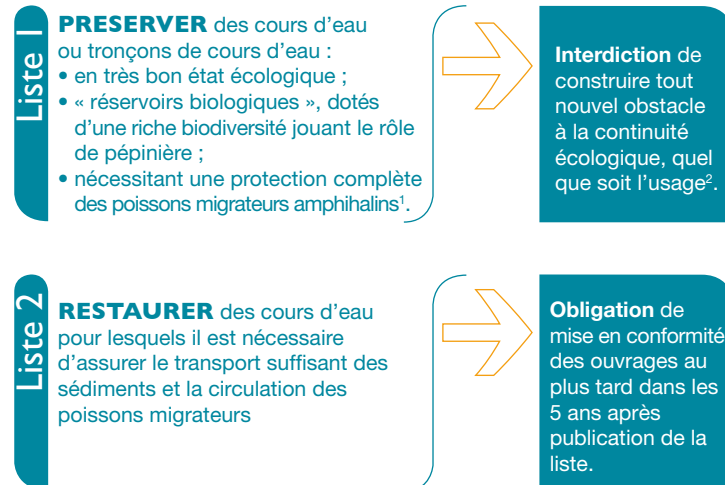 Liste 1
PRESERVER des cours d'eau
ou tronçons de cours d'eau :
• en très bon état écologique ;
• « réservoirs biologiques », dotés
d'une riche biodiversité jouant le rôle
de pépinière ;
• nécessitant une protection complète
des poissons migrateurs amphihalins¹.
Interdiction de
construire tout
nouvel obstacle
à la continuité
écologique, quel
que soit l'usage².
Liste 2
RESTAURER des cours d'eau
pour lesquels il est nécessaire
d'assurer le transport suffisant des
sédiments et la circulation des
poissons migrateurs
Obligation de
mise en conformité
des ouvrages au
plus tard dans les
5 ans après
publication de la
liste.